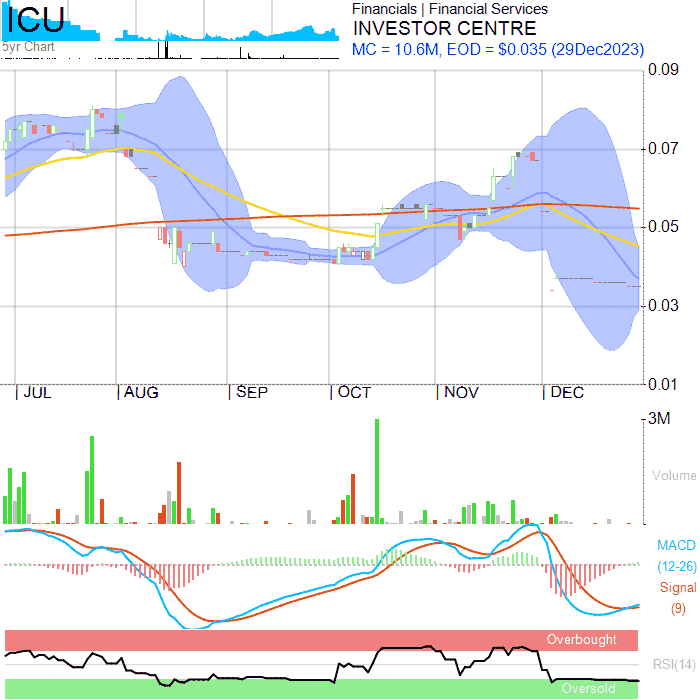 ICU
5yr Chart
Financials | Financial Services
INVESTOR CENTRE
MC = 10.6M, EOD = $0.035 (29Dec2023)
0.09
0.07
0.05
0.03
0.01
JUL AUG SEP OCT NOV DEC
3M
Volume
MACD
(12-26)
Signal
(9)
Overbought
RSI(14)
Oversold